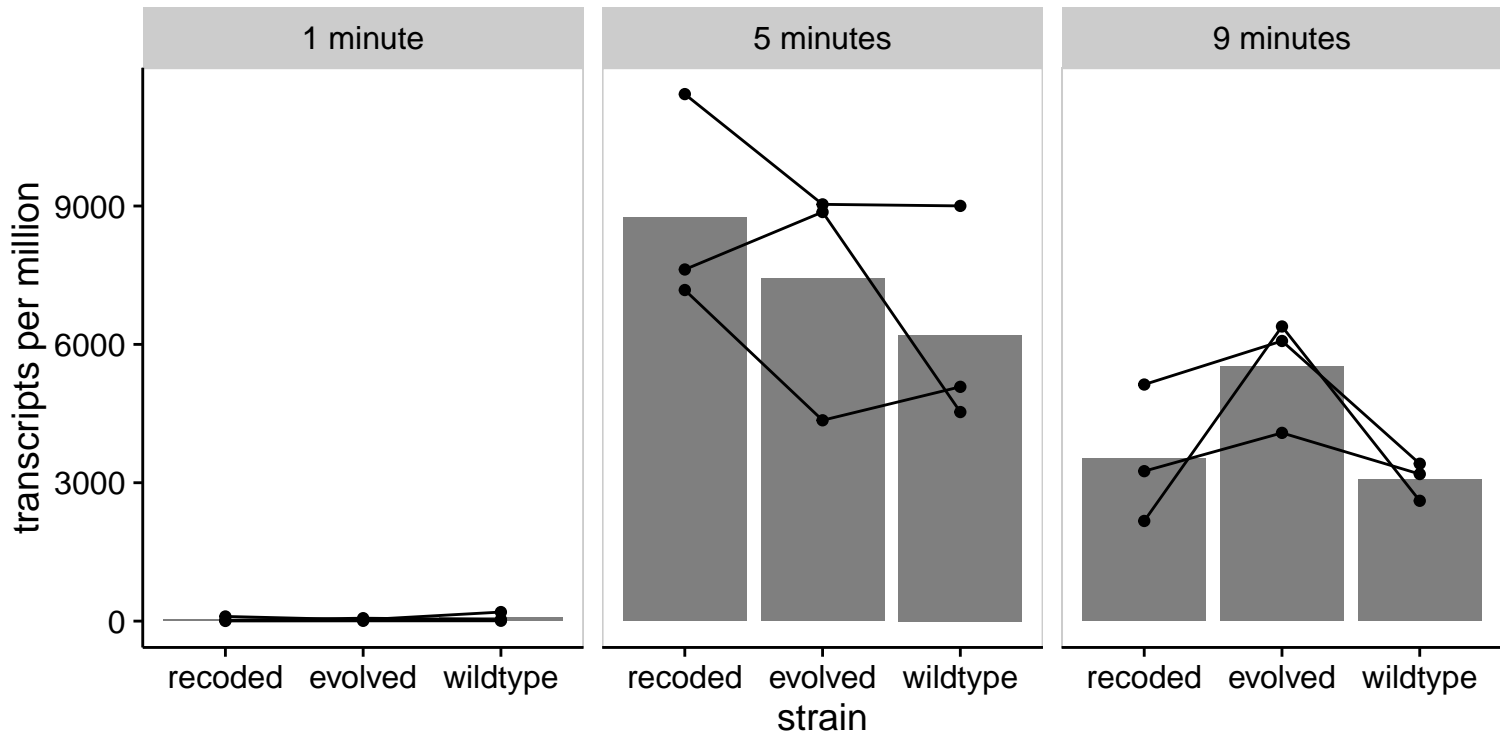 1 minute 5 minutes 9 minutes
transcripts per million
9000
6000
3000
0
recoded evolved wildtype recoded evolved wildtype recoded evolved wildtype
strain